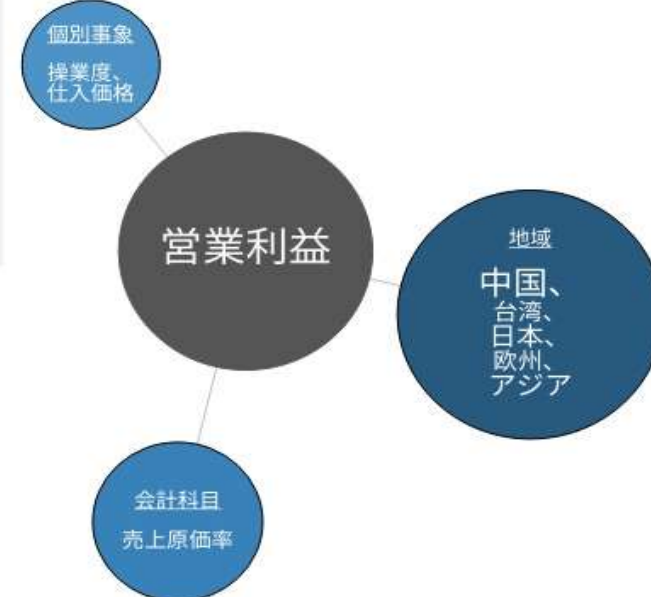 個別事象
操業度、
仕入価格
営業利益
地域
中国、
台湾、
日本、
欧州、
アジア
会計科目
売上原価率